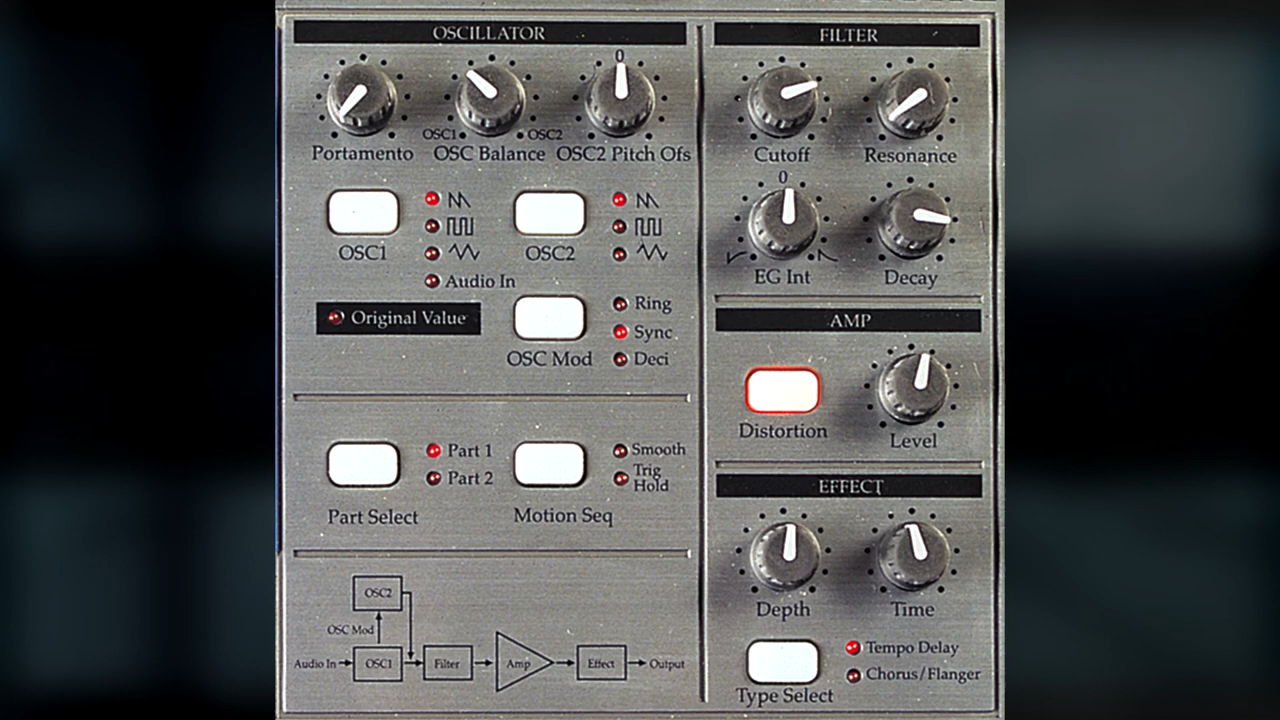 OSCILLATOR
0
OSC1 OSC2
Portamento OSC Balance OSC2 Pitch Ofs
OSC1 OSC2
Audio In
Original Value
Ring
Sync
Deci
OSC Mod
Part 1
Part 2
Part Select
Smooth
Trig
Hold
Motion Seq
OSC2
OSC Mod
Audio In OSC1 Filter Amp Effect Output
FILTER
Cutoff Resonance
0
EG Int Decay
AMP
Distortion Level
EFFECT
Depth Time
Tempo Delay
Chorus/Flanger
Type Select